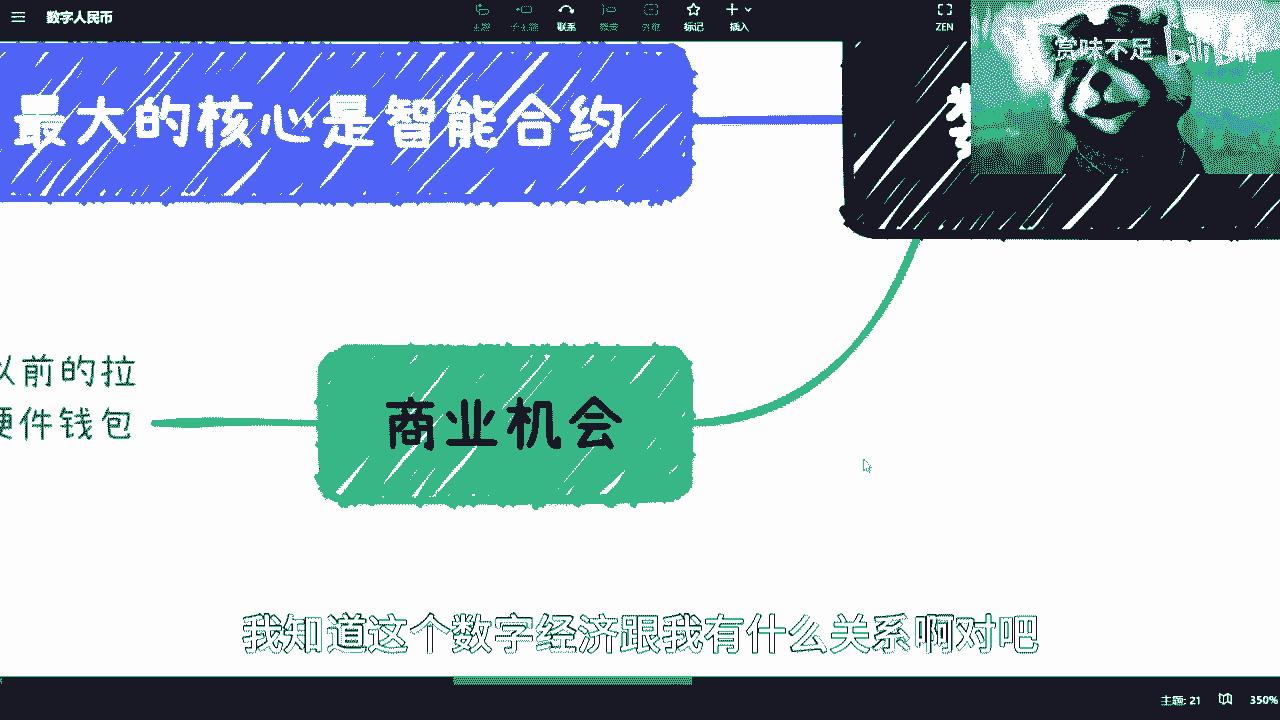 数字人民币
主题
子主题
联系
概要
外框
标记
插入
ZEN
赏味不足
bilibili
最大的核心是智能合约
以前的拉
硬件钱包
商业机会
我知道这个数字经济跟我有什么关系啊对吧
主题: 21
350%